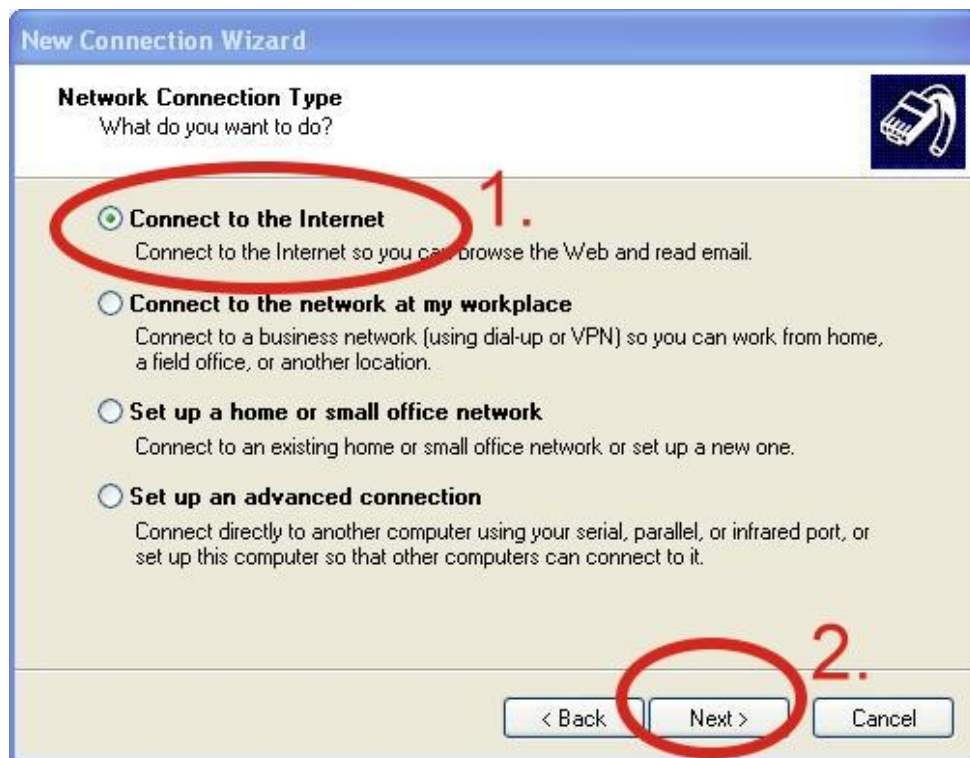 New Connection Wizard
Network Connection Type
What do you want to do?
1.
Connect to the Internet
Connect to the Internet so you can browse the Web and read email.
Connect to the network at my workplace
Connect to a business network (using dial-up or VPN) so you can work from home,
a field office, or another location.
Set up a home or small office network
Connect to an existing home or small office network or set up a new one.
Set up an advanced connection
Connect directly to another computer using your serial, parallel, or infrared port, or
set up this computer so that other computers can connect to it.
2.
< Back
Next >
Cancel